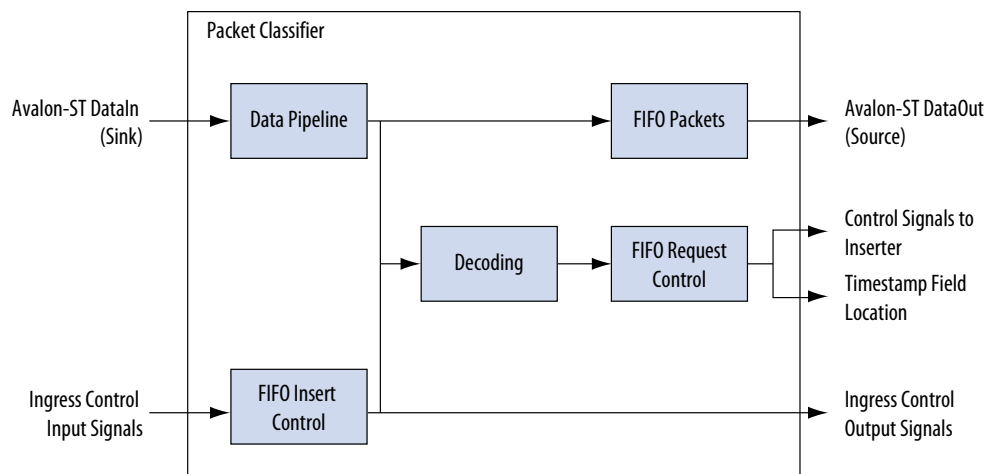 Packet Classifier
Avalon-ST DataIn
(Sink)
Data Pipeline
FIFO Packets
Avalon-ST DataOut
(Source)
Decoding
FIFO Request
Control
Control Signals to
Inserter
Timestamp Field
Location
Ingress Control
Input Signals
FIFO Insert
Control
Ingress Control
Output Signals